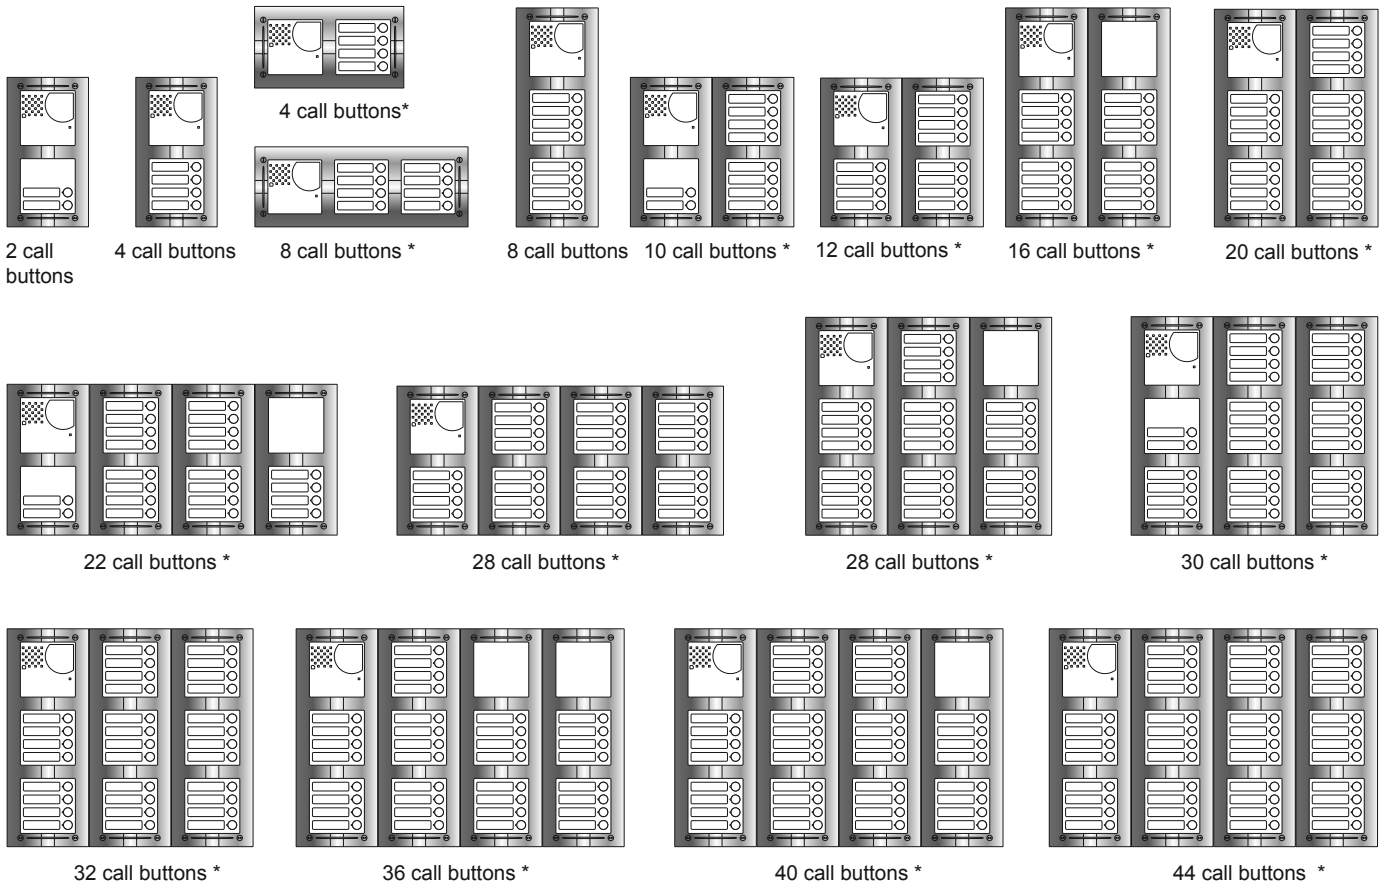 4 call buttons*
2 call
buttons
4 call buttons
8 call buttons *
8 call buttons
10 call buttons *
12 call buttons *
16 call buttons *
20 call buttons *
22 call buttons *
28 call buttons *
28 call buttons *
30 call buttons *
32 call buttons *
36 call buttons *
40 call buttons *
44 call buttons *